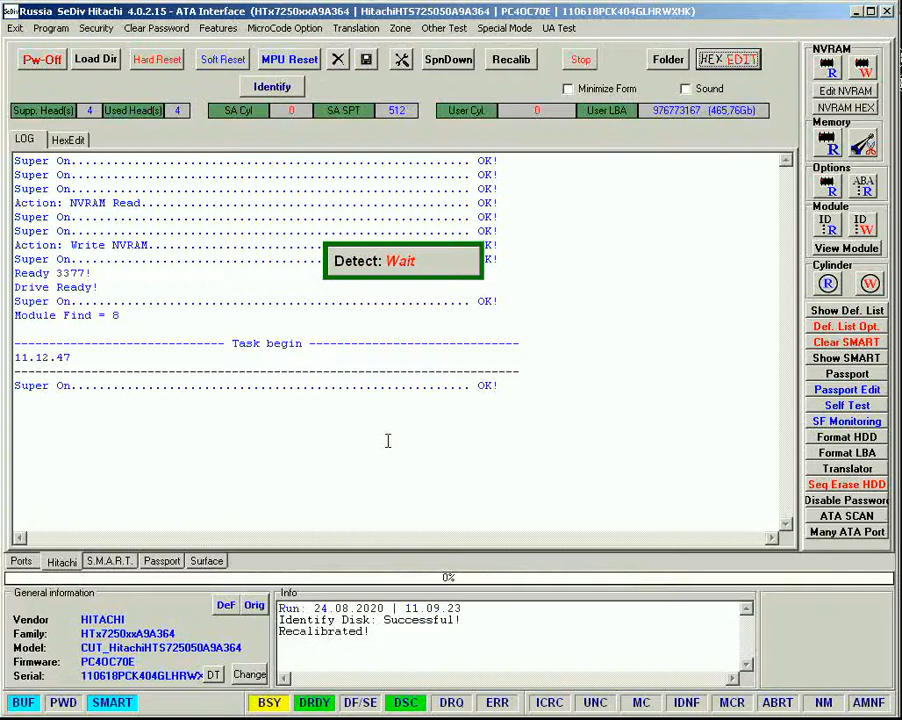 SeDiv Russia SeDiv Hitachi 4.0.2.15 - ATA Interface (HTx7250xxA9A364 | HitachiHTS725050A9A364 | PC4OC70E | 110618PCK404GLHRWXHK)
Exit Program Security Clear Password Features MicroCode Option Translation Zone Other Test Special Mode UA Test
Pw-Off Load Dir Hard Reset Soft Reset MPU Reset SpnDown Recalib Stop Folder HEX EDIT
Identify
Minimize Form Sound
Supp. Head(s) 4 Used Head(s) 4 SA Cyl 0 SA SPT 512 User Cyl. 0 User LBA 976773167 (465,76Gb)
LOG HexEdit
Super On................................................. OK!
Super On................................................. OK!
Super On................................................. OK!
Action: NVRAM Read....................................... OK!
Super On................................................. OK!
Super On................................................. OK!
Action: Write NVRAM...................... K!
Super On................................. K!
Detect: Wait
Ready 3377!
Drive Ready!
Super On................................................. OK!
Module Find = 8
------------------------------ Task begin ------------------------------
11.12.47
------------------------------------------------------------------------
Super On................................................. OK!
NVRAM
R W
Edit NVRAM
NVRAM HEX
Memory
R
Options
R ABA R
Module
ID R ID W
View Module
Cylinder
R W
Show Def. List
Def. List Opt.
Clear SMART
Show SMART
Passport
Passport Edit
Self Test
SF Monitoring
Format HDD
Format LBA
Translator
Seq Erase HDD
Disable Passwor
ATA SCAN
Many ATA Port
Ports Hitachi S.M.A.R.T. Passport Surface
0%
General information
DeF Orig
Vendor HITACHI
Family: HTx7250xxA9A364
Model: CUT_HitachiHTS725050A9A364
Firmware: PC4OC70E
Serial: 110618PCK404GLHRWX DT Change
Info
Run: 24.08.2020 | 11.09.23
Identify Disk: Successful!
Recalibrated!
BUF PWD SMART BSY DRDY DF/SE DSC DRQ ERR ICRC UNC MC IDNF MCR ABRT NM AMNF